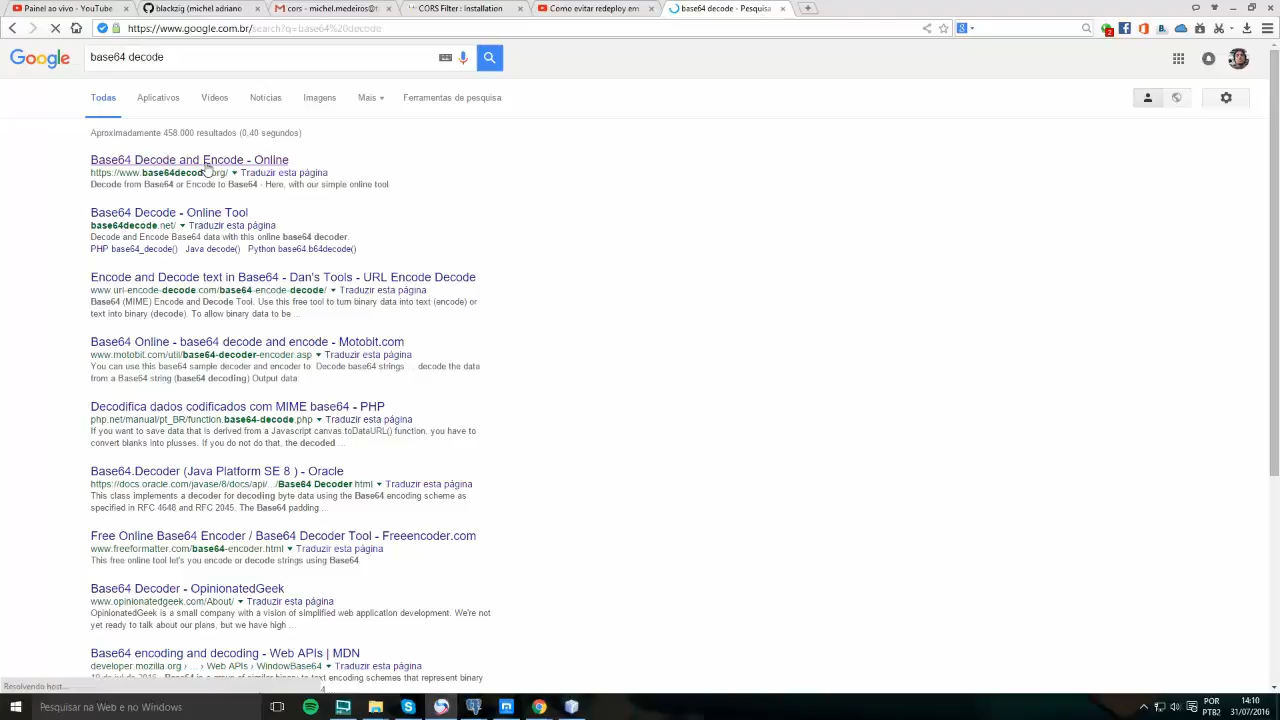 Painel ao vivo - YouTube
blackzig (michel adriano
cors - michel.medeiros@f
CORS Filter : Installation
Como evitar redeploy em
base64 decode - Pesquisa
https://www.google.com.br/search?q=base64%20decode
2
Google
base64 decode
Todas Aplicativos Vídeos Notícias Imagens Mais Ferramentas de pesquisa
Aproximadamente 458.000 resultados (0,40 segundos)
Base64 Decode and Encode - Online
https://www.base64decode.org/ Traduzir esta página
Decode from Base64 or Encode to Base64 - Here, with our simple online tool
Base64 Decode - Online Tool
base64decode.net/ Traduzir esta página
Decode and Encode Base64 data with this online base64 decoder.
PHP base64_decode() Java decode() Python base64.b64decode()
Encode and Decode text in Base64 - Dan's Tools - URL Encode Decode
www.url-encode-decode.com/base64-encode-decode/ Traduzir esta página
Base64 (MIME) Encode and Decode Tool. Use this free tool to turn binary data into text (encode) or
text into binary (decode). To allow binary data to be ...
Base64 Online - base64 decode and encode - Motobit.com
www.motobit.com/util/base64-decoder-encoder.asp Traduzir esta página
You can use this base64 sample decoder and encoder to: Decode base64 strings ... decode the data
from a Base64 string (base64 decoding) Output data:
Decodifica dados codificados com MIME base64 - PHP
php.net/manual/pt_BR/function.base64-decode.php Traduzir esta página
If you want to save data that is derived from a Javascript canvas.toDataURL() function, you have to
convert blanks into plusses. If you do not do that, the decoded ...
Base64.Decoder (Java Platform SE 8 ) - Oracle
https://docs.oracle.com/javase/8/docs/api/.../Base64.Decoder.html Traduzir esta página
This class implements a decoder for decoding byte data using the Base64 encoding scheme as
specified in RFC 4648 and RFC 2045. The Base64 padding ...
Free Online Base64 Encoder / Base64 Decoder Tool - Freeencoder.com
www.freeformatter.com/base64-encoder.html Traduzir esta página
This free online tool let's you encode or decode strings using Base64.
Base64 Decoder - OpinionatedGeek
www.opinionatedgeek.com/About/ Traduzir esta página
OpinionatedGeek is a small company with a vision of simplified web application development. We're not
yet ready to talk about our plans, but we have high ...
Base64 encoding and decoding - Web APIs | MDN
developer.mozilla.org › ... › Web APIs › WindowBase64 Traduzir esta página
Resolvendo host...
Pesquisar na Web e no Windows
POR
PTB2
14:10
31/07/2016